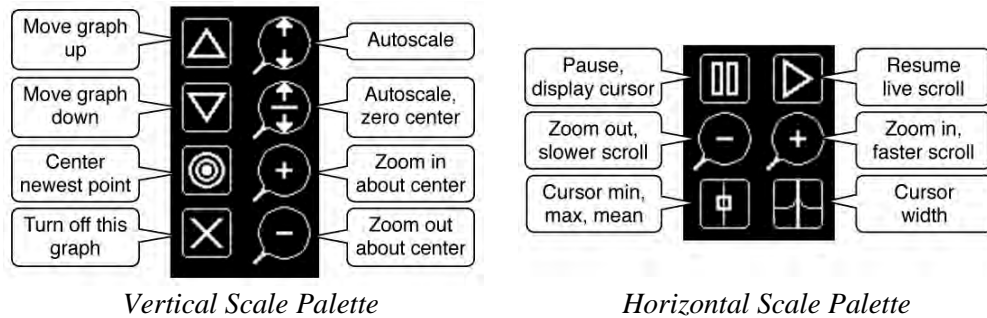 Move graph
up
Autoscale
Move graph
down
Autoscale,
zero center
Center
newest point
Zoom in
about center
Turn off this
graph
Zoom out
about center
Vertical Scale Palette
Pause,
display cursor
Resume
live scroll
Zoom out,
slower scroll
Zoom in,
faster scroll
Cursor min,
max, mean
Cursor
width
Horizontal Scale Palette